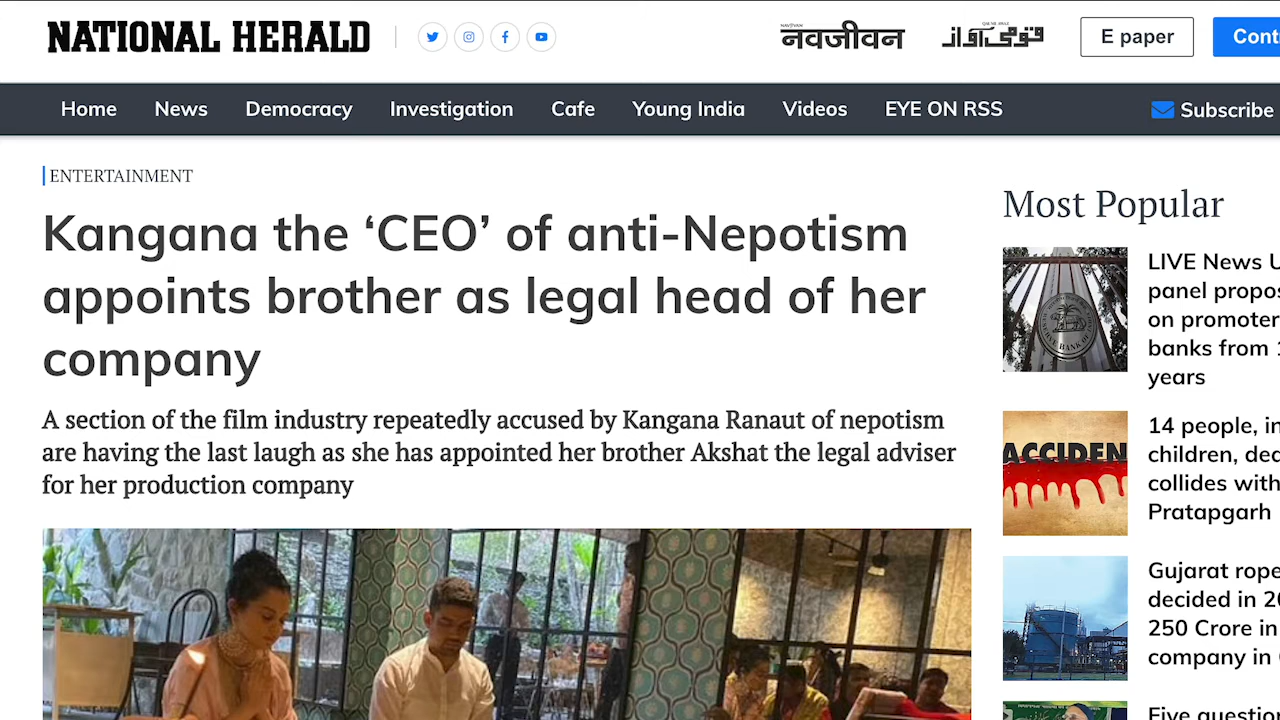 NATIONAL HERALD
नवजीवन
قومی آواز
E paper
Home News Democracy Investigation Cafe Young India Videos EYE ON RSS Subscribe
ENTERTAINMENT
Kangana the ‘CEO’ of anti-Nepotism
appoints brother as legal head of her
company
A section of the film industry repeatedly accused by Kangana Ranaut of nepotism
are having the last laugh as she has appointed her brother Akshat the legal adviser
for her production company
Most Popular
LIVE News
panel
on promoter
banks from
years
14 people,
ACCIDEN
children,
collides with
Pratapgarh
Gujarat
decided in
250 Crore in
company in
Five